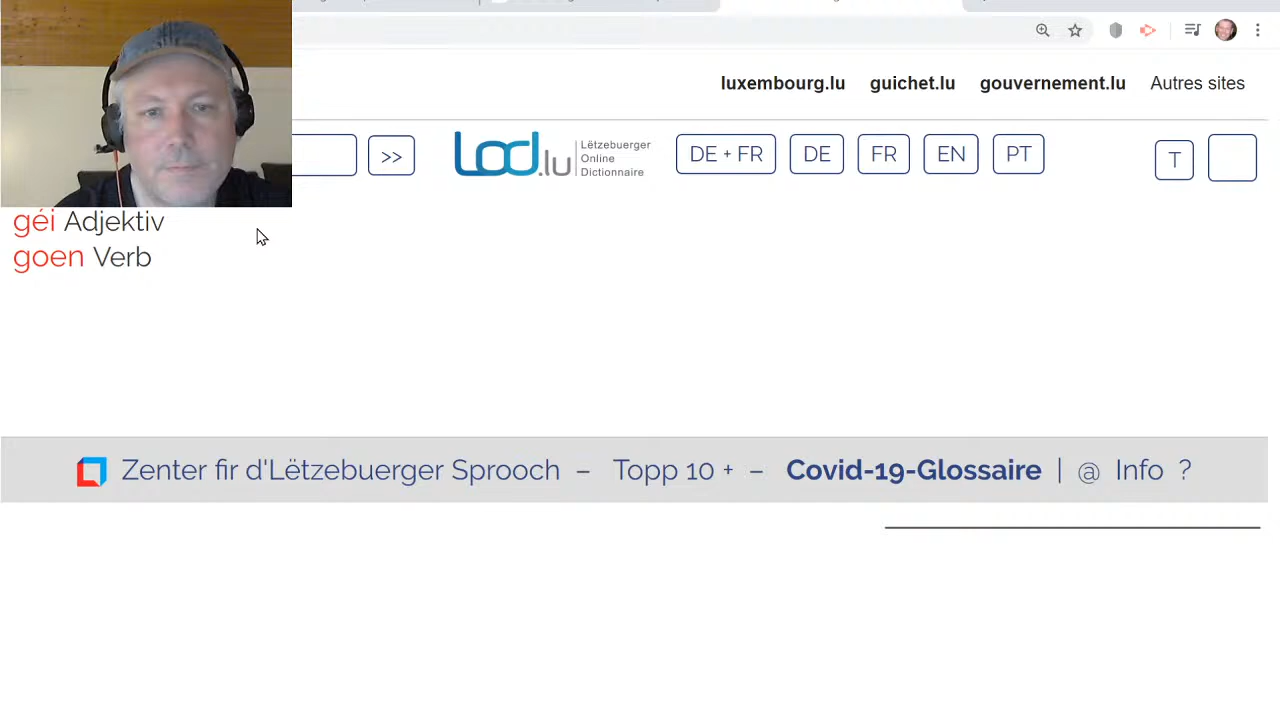 luxembourg.lu guichet.lu gouvernement.lu Autres sites
>> LOD.lu Lëtzebuerger Online Dictionnaire DE + FR DE FR EN PT T
géi Adjektiv
goen Verb
Zenter fir d'Lëtzebuerger Sprooch – Topp 10 + – Covid-19-Glossaire | @ Info ?